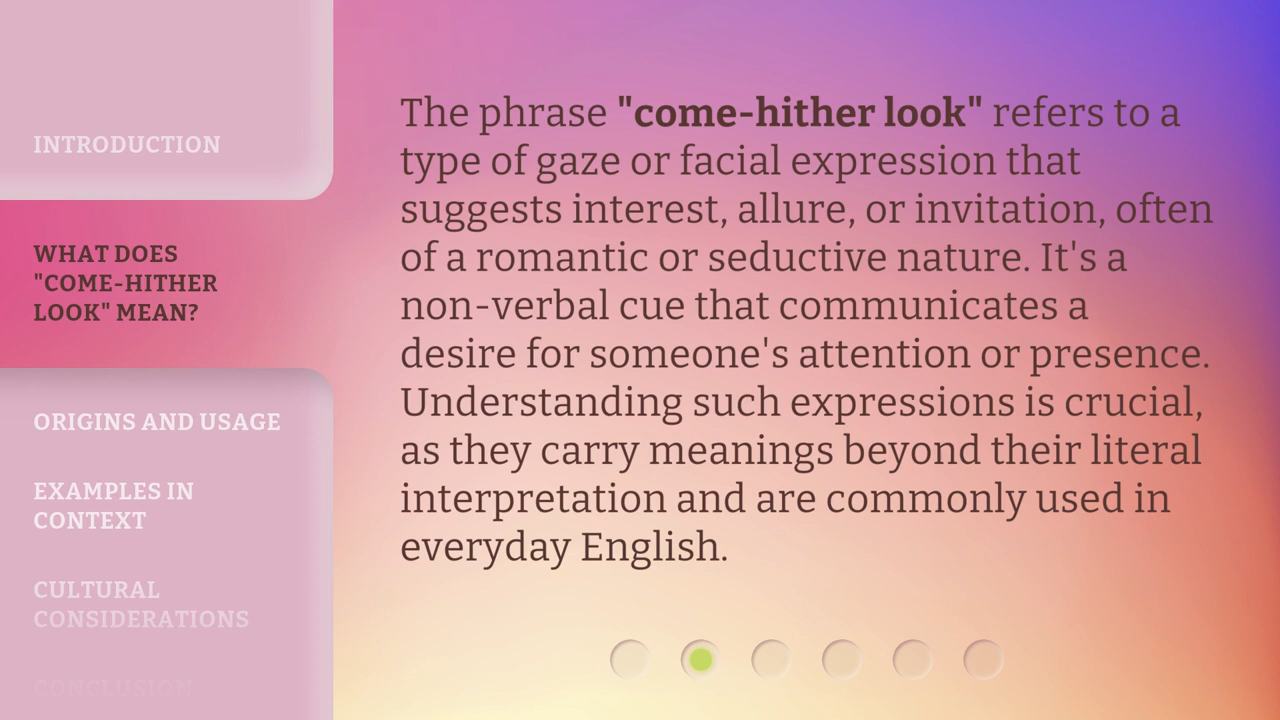 INTRODUCTION
WHAT DOES
"COME-HITHER
LOOK" MEAN?
ORIGINS AND USAGE
EXAMPLES IN
CONTEXT
CULTURAL
CONSIDERATIONS
CONCLUSION
The phrase "come-hither look" refers to a
type of gaze or facial expression that
suggests interest, allure, or invitation, often
of a romantic or seductive nature. It's a
non-verbal cue that communicates a
desire for someone's attention or presence.
Understanding such expressions is crucial,
as they carry meanings beyond their literal
interpretation and are commonly used in
everyday English.